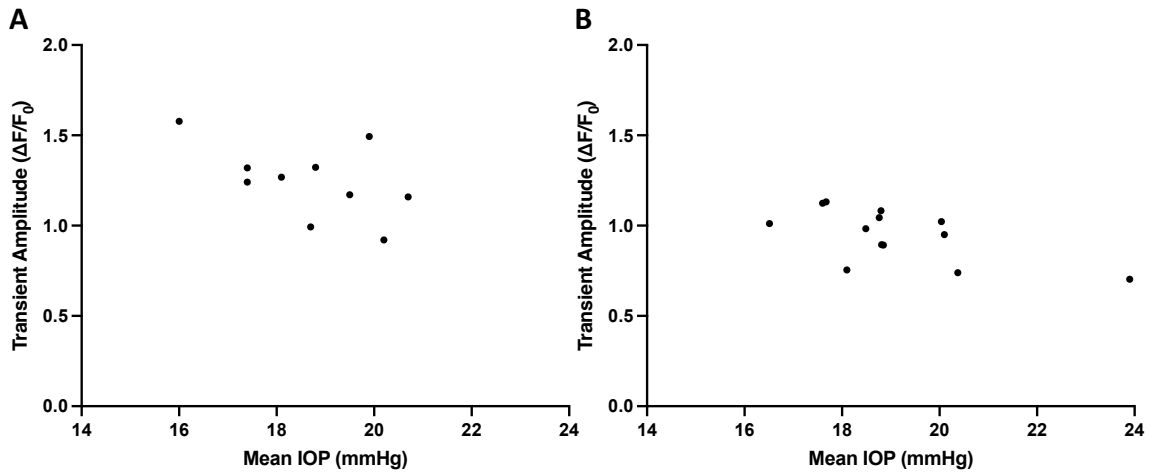 A
2.0
1.5
1.0
0.5
0.0
Transient Amplitude (ΔF/F0)
14 16 18 20 22 24
Mean IOP (mmHg)
B
2.0
1.5
1.0
0.5
0.0
Transient Amplitude (ΔF/F0)
14 16 18 20 22 24
Mean IOP (mmHg)